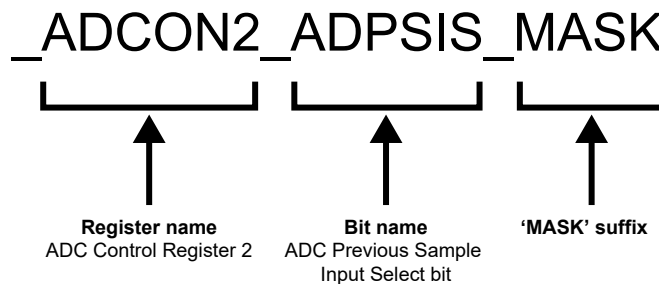 _ADCON2_ADPSIS_MASK
Register name
ADC Control Register 2
Bit name
ADC Previous Sample
Input Select bit
‘MASK’ suffix